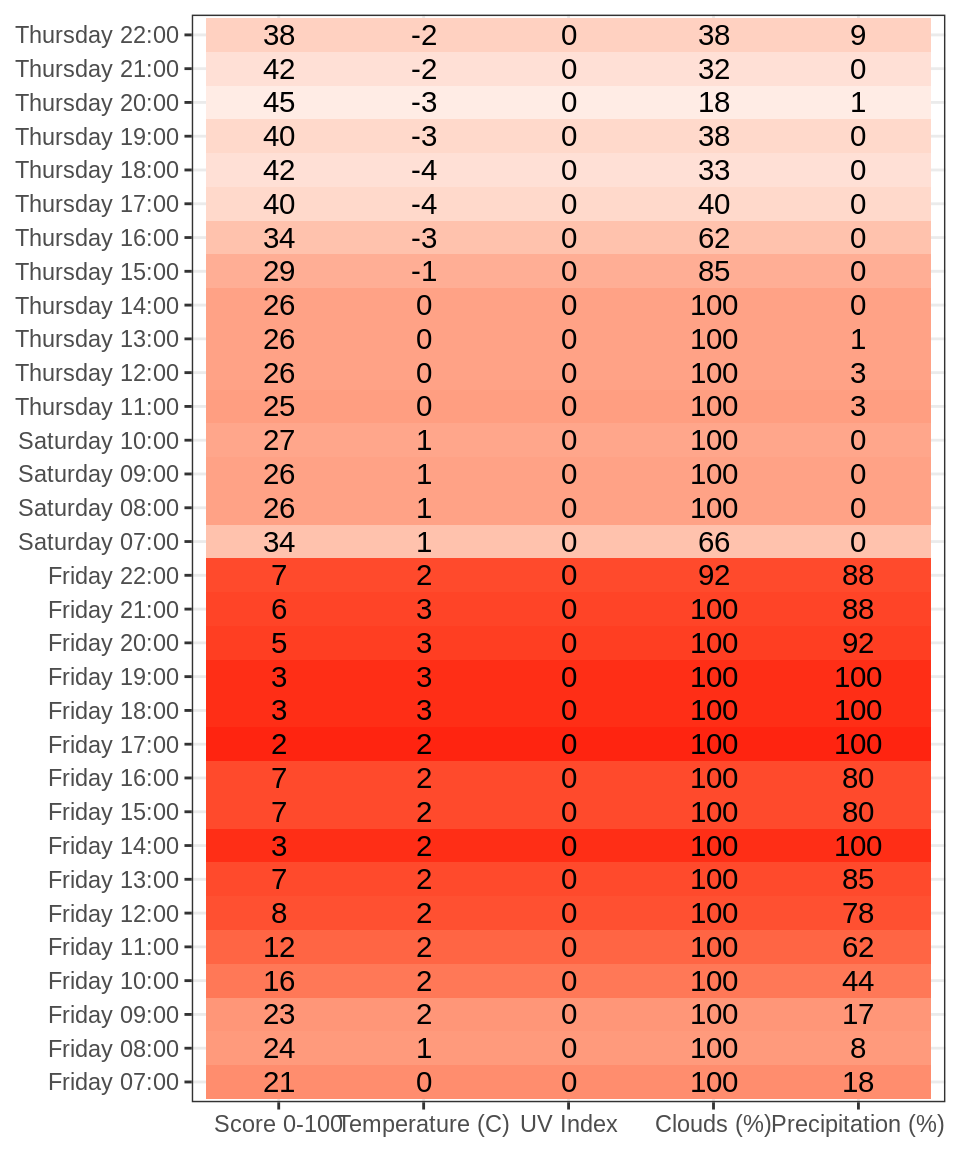 Thursday 22:00 38 -2 0 38 9
Thursday 21:00 42 -2 0 32 0
Thursday 20:00 45 -3 0 18 1
Thursday 19:00 40 -3 0 38 0
Thursday 18:00 42 -4 0 33 0
Thursday 17:00 40 -4 0 40 0
Thursday 16:00 34 -3 0 62 0
Thursday 15:00 29 -1 0 85 0
Thursday 14:00 26 0 0 100 0
Thursday 13:00 26 0 0 100 1
Thursday 12:00 26 0 0 100 3
Thursday 11:00 25 0 0 100 3
Saturday 10:00 27 1 0 100 0
Saturday 09:00 26 1 0 100 0
Saturday 08:00 26 1 0 100 0
Saturday 07:00 34 1 0 66 0
Friday 22:00 7 2 0 92 88
Friday 21:00 6 3 0 100 88
Friday 20:00 5 3 0 100 92
Friday 19:00 3 3 0 100 100
Friday 18:00 3 3 0 100 100
Friday 17:00 2 2 0 100 100
Friday 16:00 7 2 0 100 80
Friday 15:00 7 2 0 100 80
Friday 14:00 3 2 0 100 100
Friday 13:00 7 2 0 100 85
Friday 12:00 8 2 0 100 78
Friday 11:00 12 2 0 100 62
Friday 10:00 16 2 0 100 44
Friday 09:00 23 2 0 100 17
Friday 08:00 24 1 0 100 8
Friday 07:00 21 0 0 100 18
Score 0-100 Temperature (C) UV Index Clouds (%) Precipitation (%)